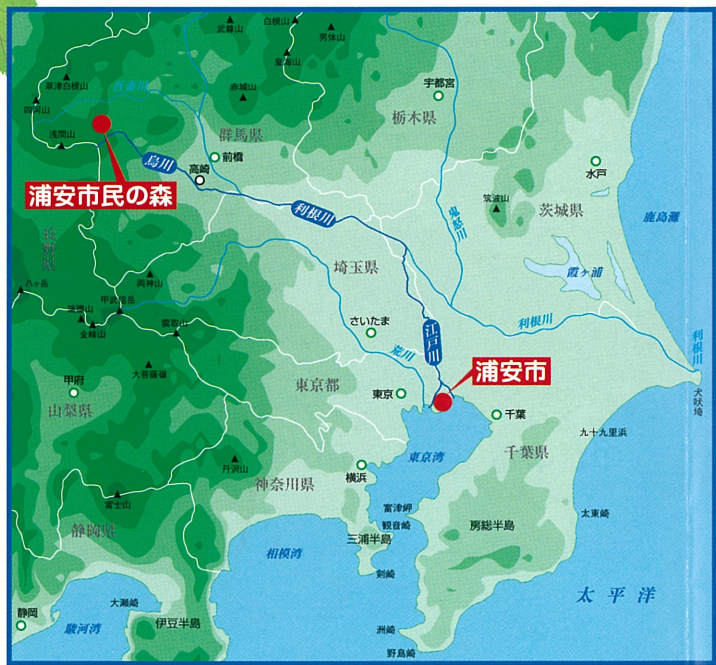 武尊山
白根山
皇海山
男体山
草津白根山
四阿山
吾妻川
赤城山
宇都宮
栃木県
浅間山
群馬県
前橋
高崎
烏川
浦安市民の森
利根川
鬼怒川
筑波山
水戸
茨城県
鹿島灘
霞ヶ浦
長野県
埼玉県
八ヶ岳
両神山
甲武信岳
金峰山
雲取山
さいたま
荒川
江戸川
利根川
利根川
犬吠埼
大菩薩嶺
甲府
山梨県
東京都
東京
浦安市
千葉
千葉県
九十九里浜
東京湾
丹沢山
横浜
神奈川県
富士山
静岡県
富津岬
観音崎
三浦半島
房総半島
太東崎
相模湾
剣崎
太平洋
大瀬崎
静岡
駿河湾
伊豆半島
洲崎
野島崎